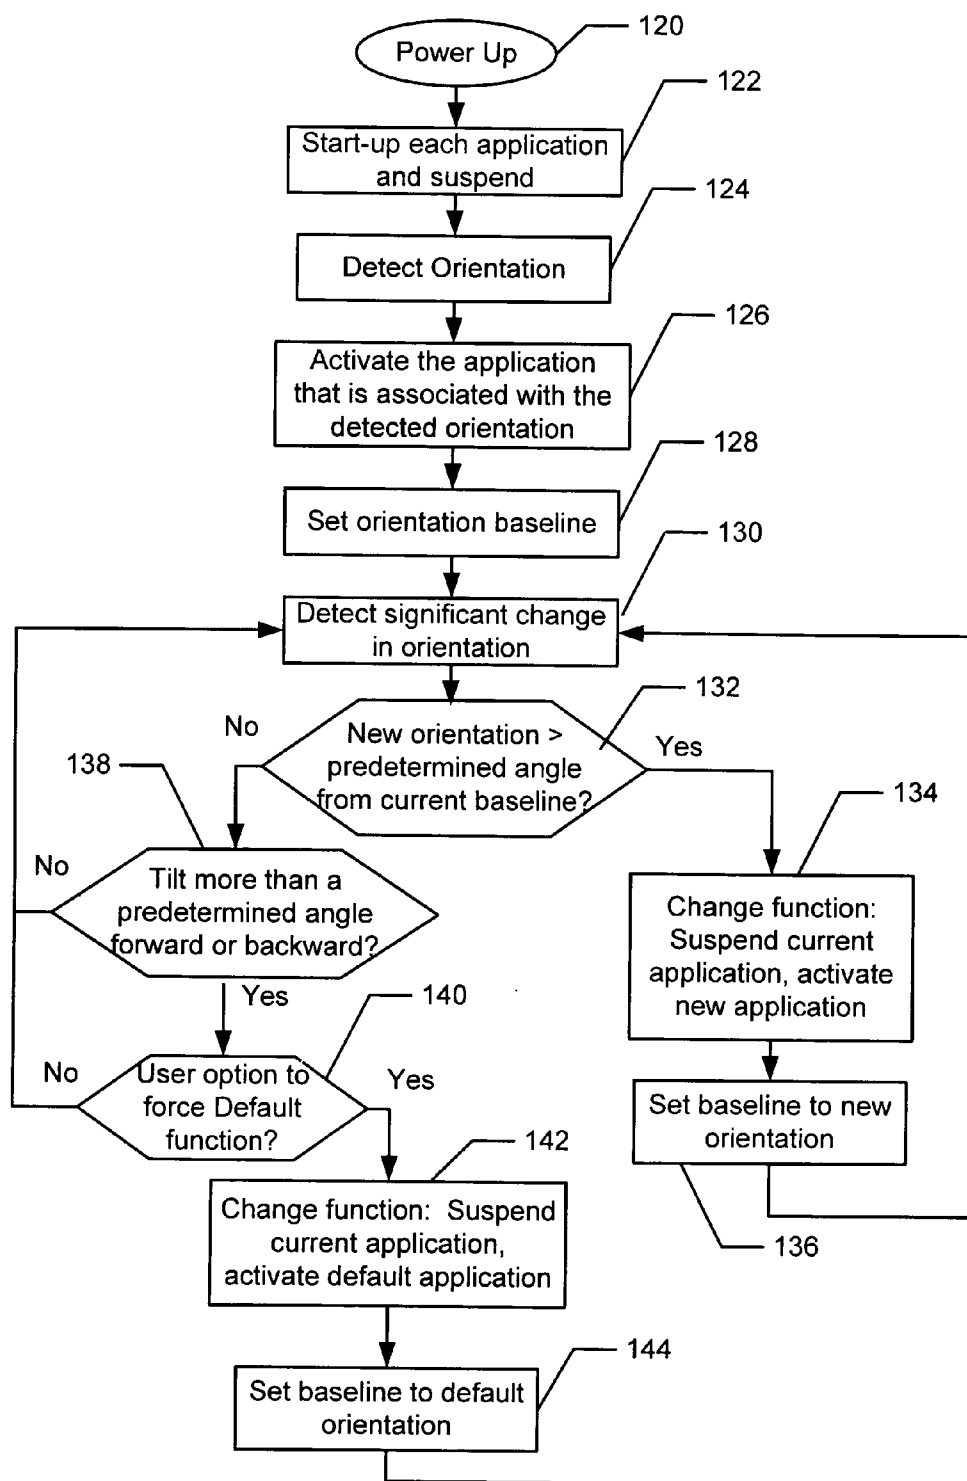 Power Up
120
122
Start-up each application
and suspend
124
Detect Orientation
126
Activate the application
that is associated with the
detected orientation
128
Set orientation baseline
130
Detect significant change
in orientation
132
No
New orientation >
predetermined angle
from current baseline?
Yes
138
134
No
Tilt more than a
predetermined angle
forward or backward?
Change function:
Suspend current
application, activate
new application
Yes
140
No
User option to
force Default
function?
Yes
Set baseline to new
orientation
142
136
Change function: Suspend
current application,
activate default application
144
Set baseline to default
orientation